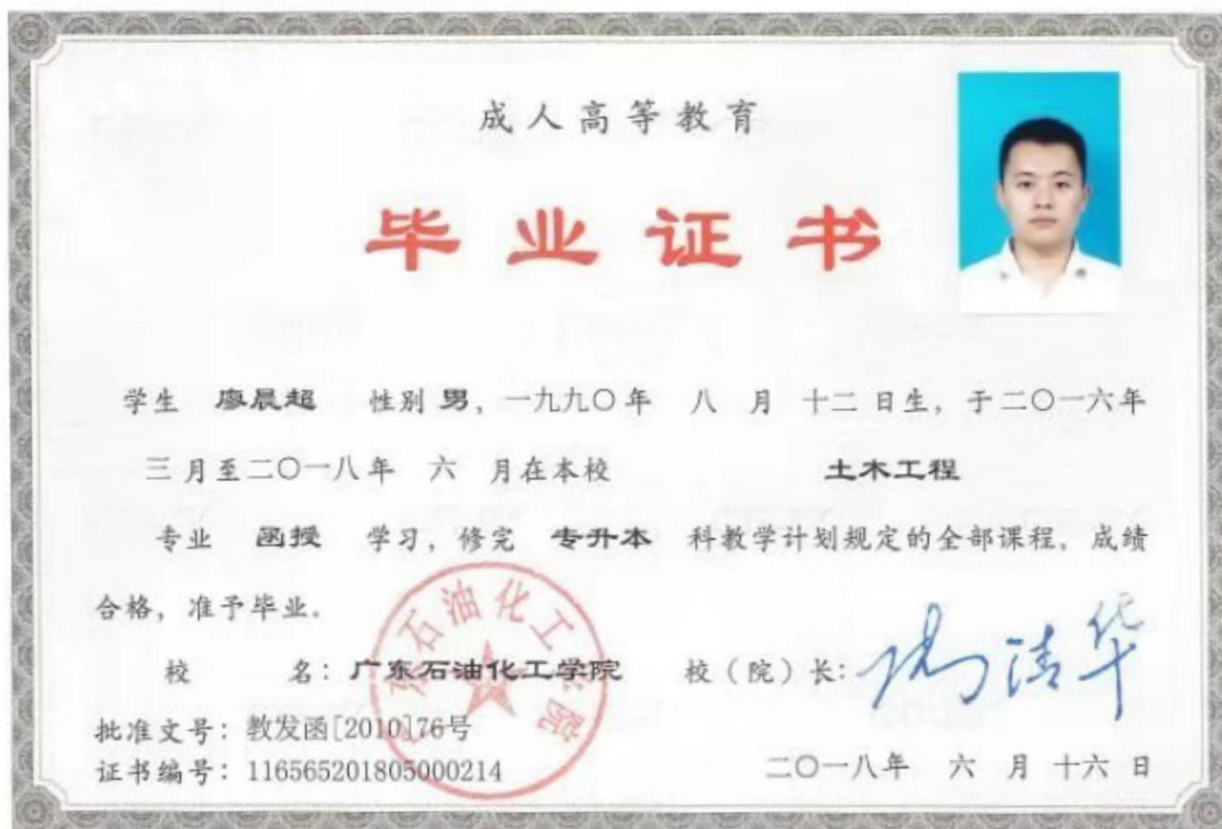 成人高等教育
毕业证书
学生 廖晨超 性别 男，一九九〇年 八 月 十二 日生，于二〇一六年
三月至二〇一八年 六 月在本校 土木工程
专业 函授 学习，修完 专升本 科教学计划规定的全部课程，成绩
合格，准予毕业。
校 名：广东石油化工学院 校（院）长：
批准文号：教发函[2010]76号
证书编号：116565201805000214 二〇一八年 六 月 十六 日
石油化工学院